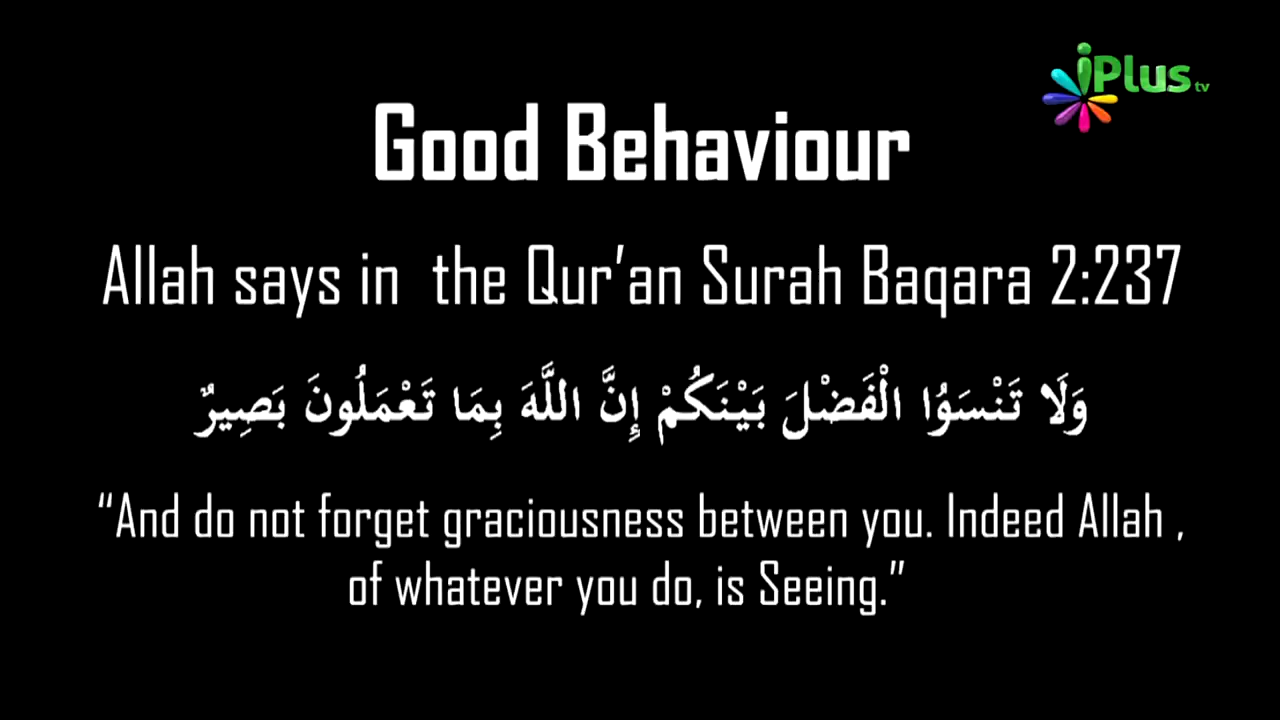 iPlus tv
Good Behaviour
Allah says in the Qur’an Surah Baqara 2:237
وَلَا تَنْسَوُا الْفَضْلَ بَيْنَكُمْ إِنَّ اللَّهَ بِمَا تَعْمَلُونَ بَصِيرٌ
“And do not forget graciousness between you. Indeed Allah ,
of whatever you do, is Seeing.”